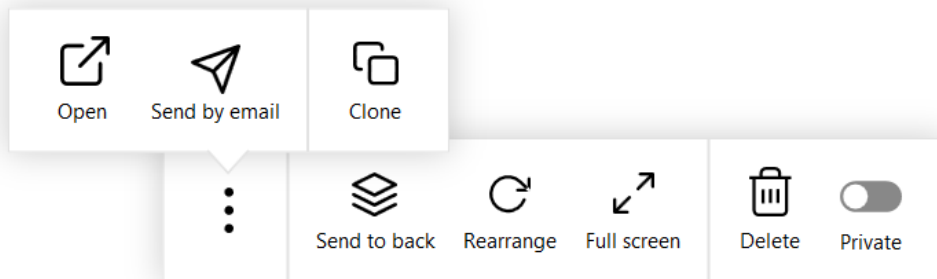 Open
Send by email
Clone
Send to back
Rearrange
Full screen
Delete
Private